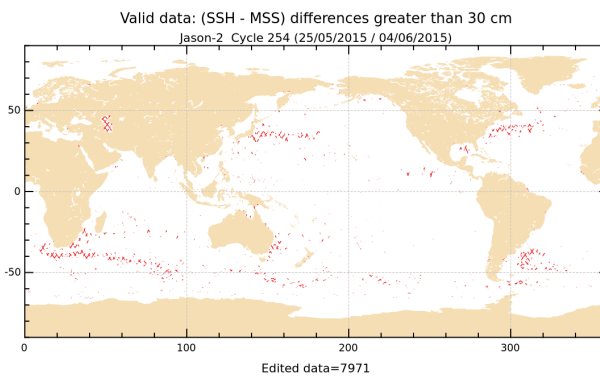 Valid data: (SSH - MSS) differences greater than 30 cm
Jason-2 Cycle 254 (25/05/2015 / 04/06/2015)
50
0
-50
0 100 200 300
Edited data=7971